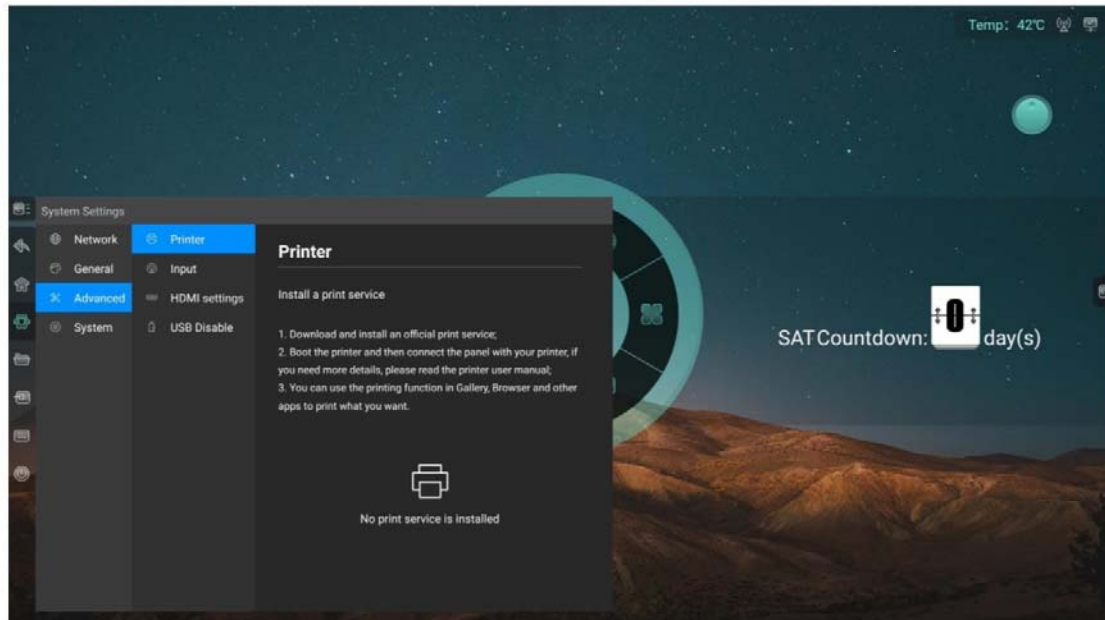 Temp: 42℃
System Settings
Network
General
Advanced
System
Printer
Input
HDMI settings
USB Disable
Printer
Install a print service
1. Download and install an official print service;
2. Boot the printer and then connect the panel with your printer, if
you need more details, please read the printer user manual;
3. You can use the printing function in Gallery, Browser and other
apps to print what you want.
No print service is installed
SAT Countdown: 0 day(s)